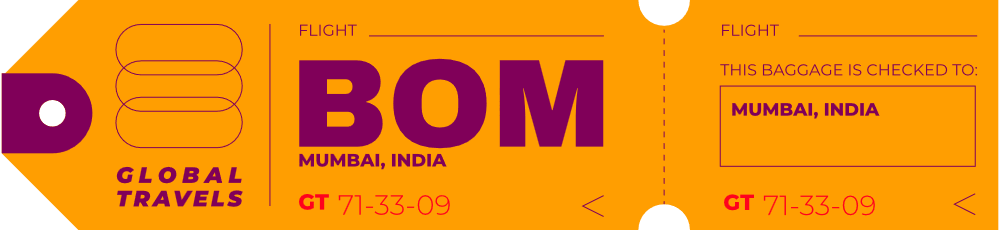 GLOBAL
TRAVELS
FLIGHT
BOM
MUMBAI, INDIA
GT 71-33-09
FLIGHT
THIS BAGGAGE IS CHECKED TO:
MUMBAI, INDIA
GT 71-33-09